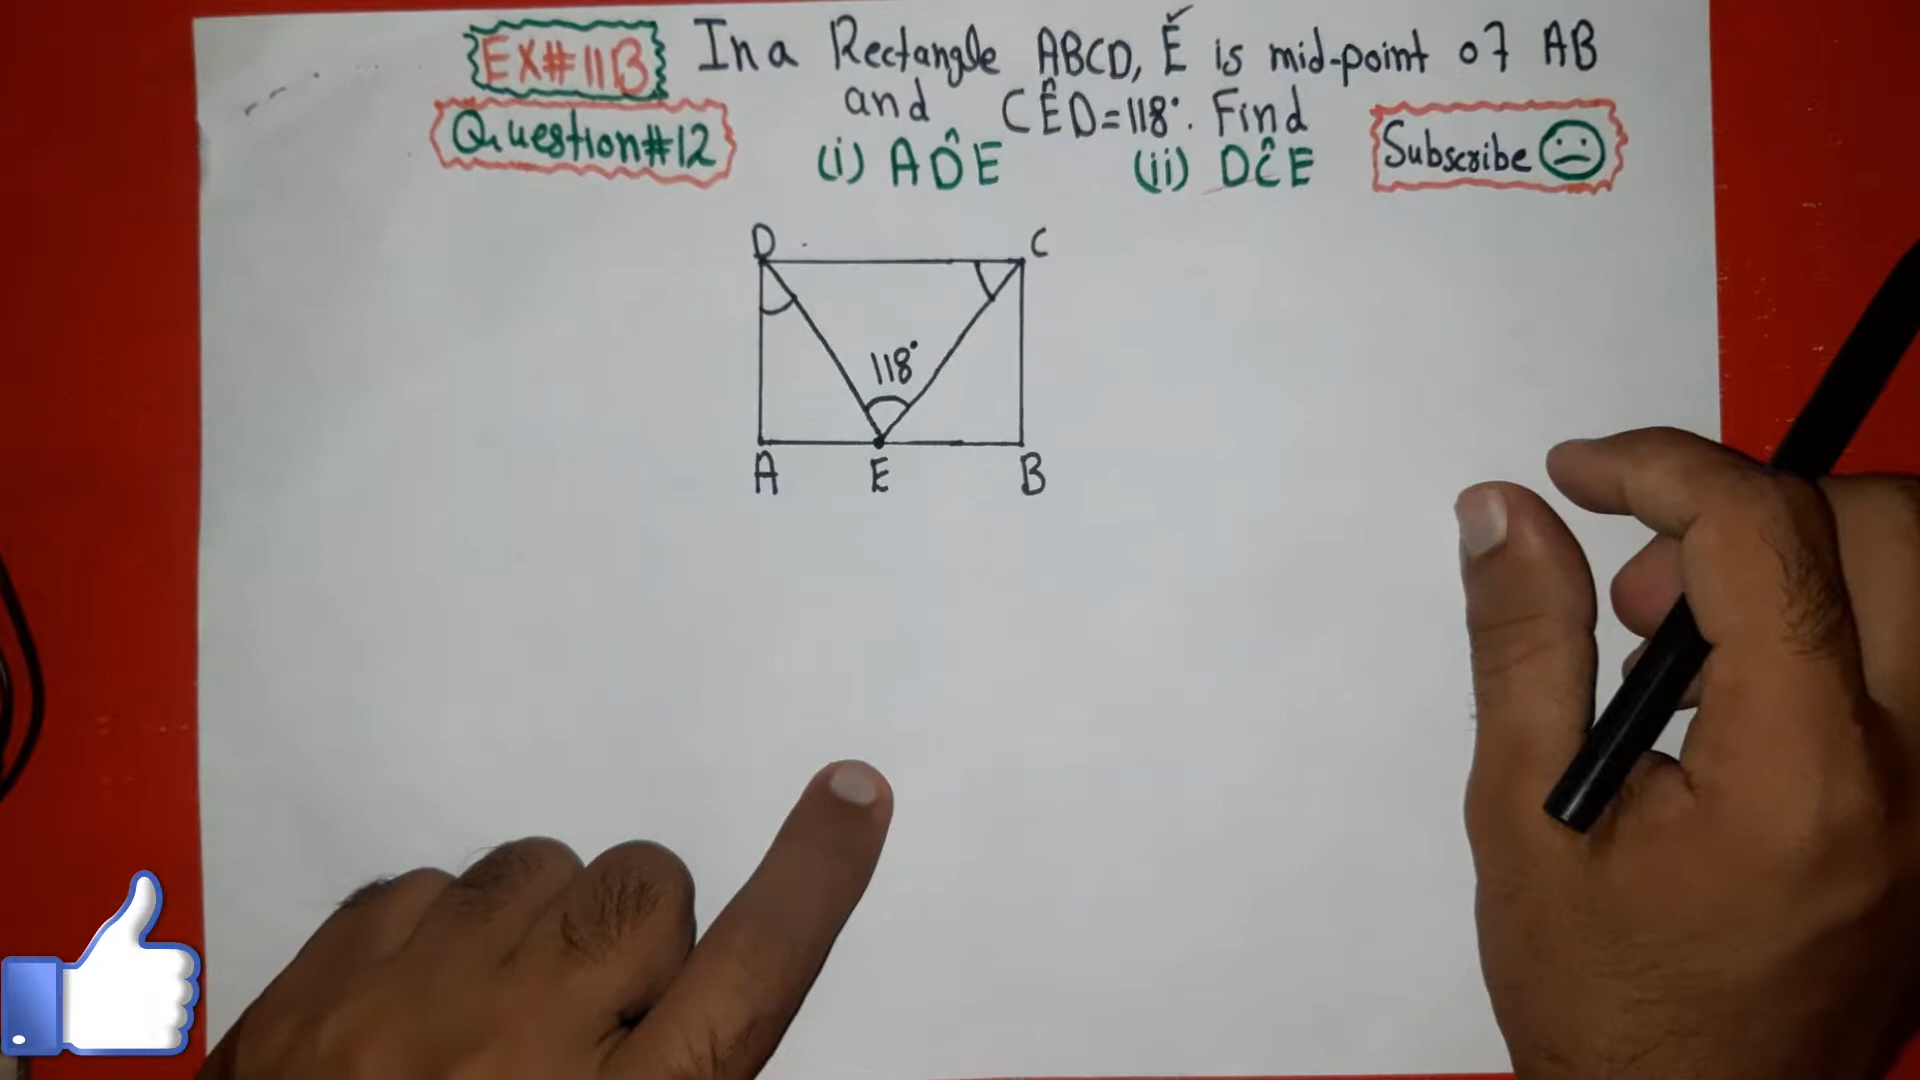 EX#11B
Question#12
In a Rectangle ABCD, E is mid-point of AB
and CÊD=118°. Find
(i) AD̂E (ii) DĈE
Subscribe
D C
118°
A E B